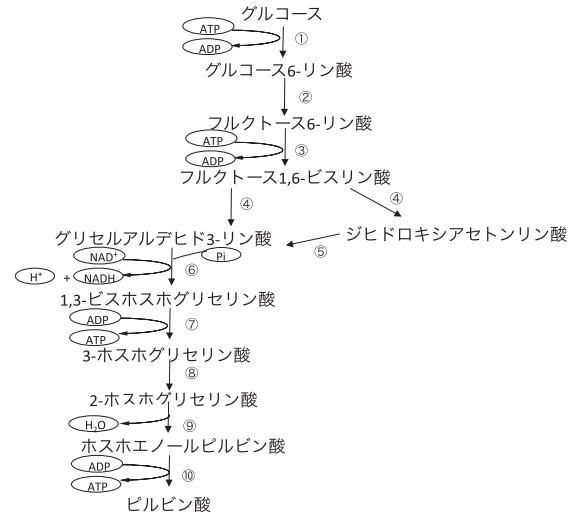 グルコース
ATP
ADP
①
グルコース6-リン酸
②
フルクトース6-リン酸
ATP
ADP
③
フルクトース1,6-ビスリン酸
④
④
グリセルアルデヒド3-リン酸
ジヒドロキシアセトンリン酸
⑤
NAD⁺
Pi
⑥
H⁺ + NADH
1,3-ビスホスホグリセリン酸
ADP
ATP
⑦
3-ホスホグリセリン酸
⑧
2-ホスホグリセリン酸
H₂O
⑨
ホスホエノールピルビン酸
ADP
ATP
⑩
ピルビン酸